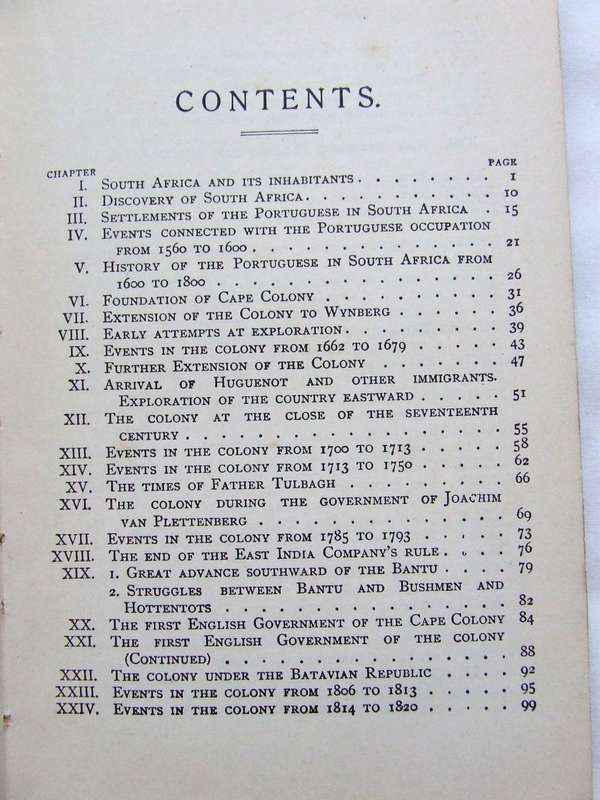 CONTENTS.
CHAPTER PAGE
I. South Africa and its inhabitants . . . . . . . . 1
II. Discovery of South Africa . . . . . . . . . . . 10
III. Settlements of the Portuguese in South Africa . 15
IV. Events connected with the Portuguese occupation
from 1560 to 1600 . . . . . . . . . . . . . . . 21
V. History of the Portuguese in South Africa from
1600 to 1800 . . . . . . . . . . . . . . . . . 26
VI. Foundation of Cape Colony . . . . . . . . . . 31
VII. Extension of the Colony to Wynberg . . . . . . 36
VIII. Early attempts at exploration . . . . . . . . . 39
IX. Events in the colony from 1662 to 1679 . . . . . 43
X. Further Extension of the Colony . . . . . . . 47
XI. Arrival of Huguenot and other immigrants.
Exploration of the country eastward . . . . . 51
XII. The colony at the close of the seventeenth
century . . . . . . . . . . . . . . . . . . . 55
XIII. Events in the colony from 1700 to 1713 . . . . . 58
XIV. Events in the colony from 1713 to 1750 . . . . . 62
XV. The times of Father Tulbagh . . . . . . . . . 66
XVI. The colony during the government of Joachim
van Plettenberg . . . . . . . . . . . . . . . 69
XVII. Events in the colony from 1785 to 1793 . . . . . 73
XVIII. The end of the East India Company's rule . . . . 76
XIX. 1. Great advance southward of the Bantu . . . . 79
2. Struggles between Bantu and Bushmen and
Hottentots . . . . . . . . . . . . . . . . . 82
XX. The first English Government of the Cape Colony 84
XXI. The first English Government of the colony
(Continued) . . . . . . . . . . . . . . . . . 88
XXII. The colony under the Batavian Republic . . . . 92
XXIII. Events in the colony from 1806 to 1813 . . . . . 95
XXIV. Events in the colony from 1814 to 1820 . . . . . 99